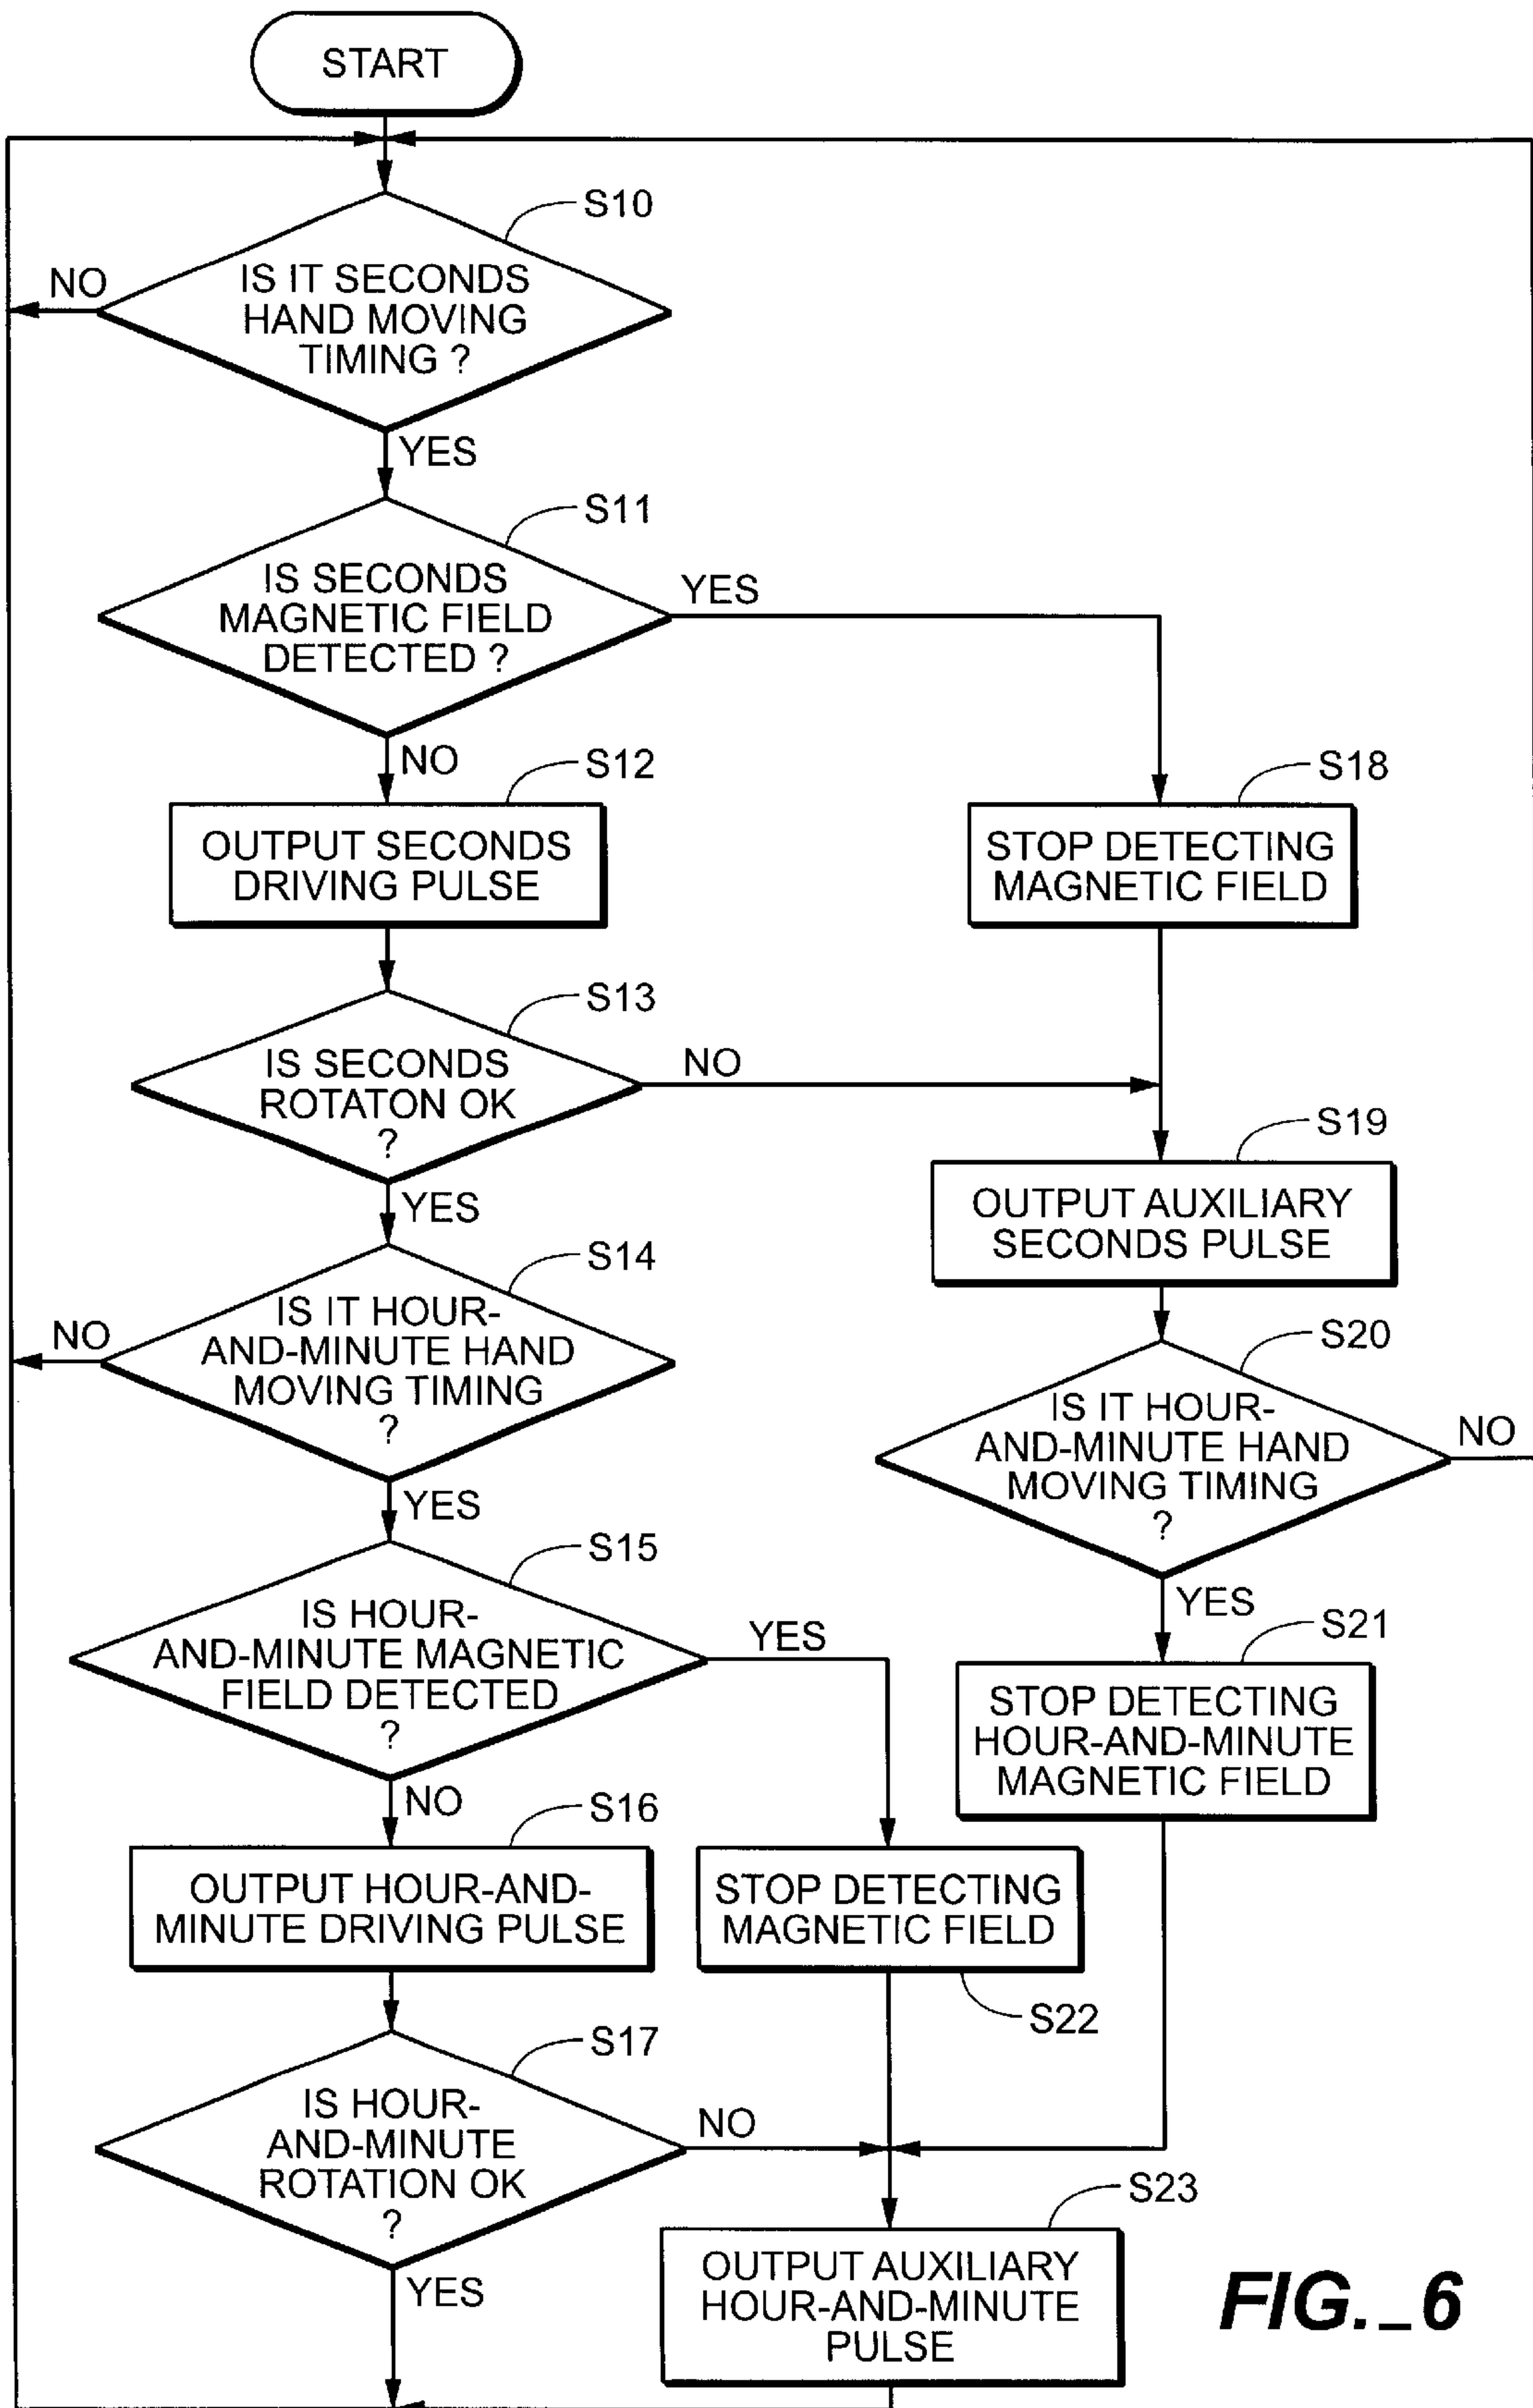 START
S10
IS IT SECONDS
HAND MOVING
TIMING ?
NO
YES
S11
IS SECONDS
MAGNETIC FIELD
DETECTED ?
YES
NO
S12
OUTPUT SECONDS
DRIVING PULSE
S18
STOP DETECTING
MAGNETIC FIELD
S13
IS SECONDS
ROTATON OK
?
NO
YES
S19
OUTPUT AUXILIARY
SECONDS PULSE
S14
IS IT HOUR-
AND-MINUTE HAND
MOVING TIMING
?
NO
YES
S20
IS IT HOUR-
AND-MINUTE HAND
MOVING TIMING
?
NO
YES
S15
IS HOUR-
AND-MINUTE MAGNETIC
FIELD DETECTED
?
YES
NO
S21
STOP DETECTING
HOUR-AND-MINUTE
MAGNETIC FIELD
S16
OUTPUT HOUR-AND-
MINUTE DRIVING PULSE
STOP DETECTING
MAGNETIC FIELD
S22
S17
IS HOUR-
AND-MINUTE
ROTATION OK
?
NO
YES
S23
OUTPUT AUXILIARY
HOUR-AND-MINUTE
PULSE
FIG._6